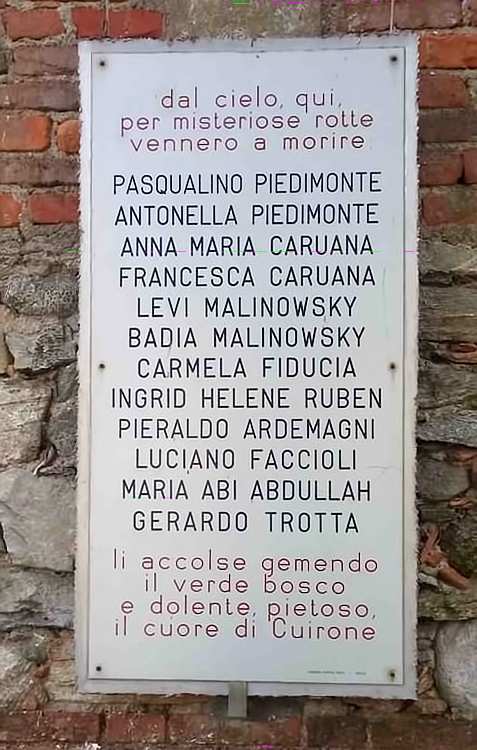 dal cielo, qui,
per misteriose rotte
vennero a morire
PASQUALINO PIEDIMONTE
ANTONELLA PIEDIMONTE
ANNA MARIA CARUANA
FRANCESCA CARUANA
LEVI MALINOWSKY
BADIA MALINOWSKY
CARMELA FIDUCIA
INGRID HELENE RUBEN
PIERALDO ARDEMAGNI
LUCIANO FACCIOLI
MARIA ABI ABDULLAH
GERARDO TROTTA
li accolse gemendo
il verde bosco
e dolente, pietoso,
il cuore di Cuirone